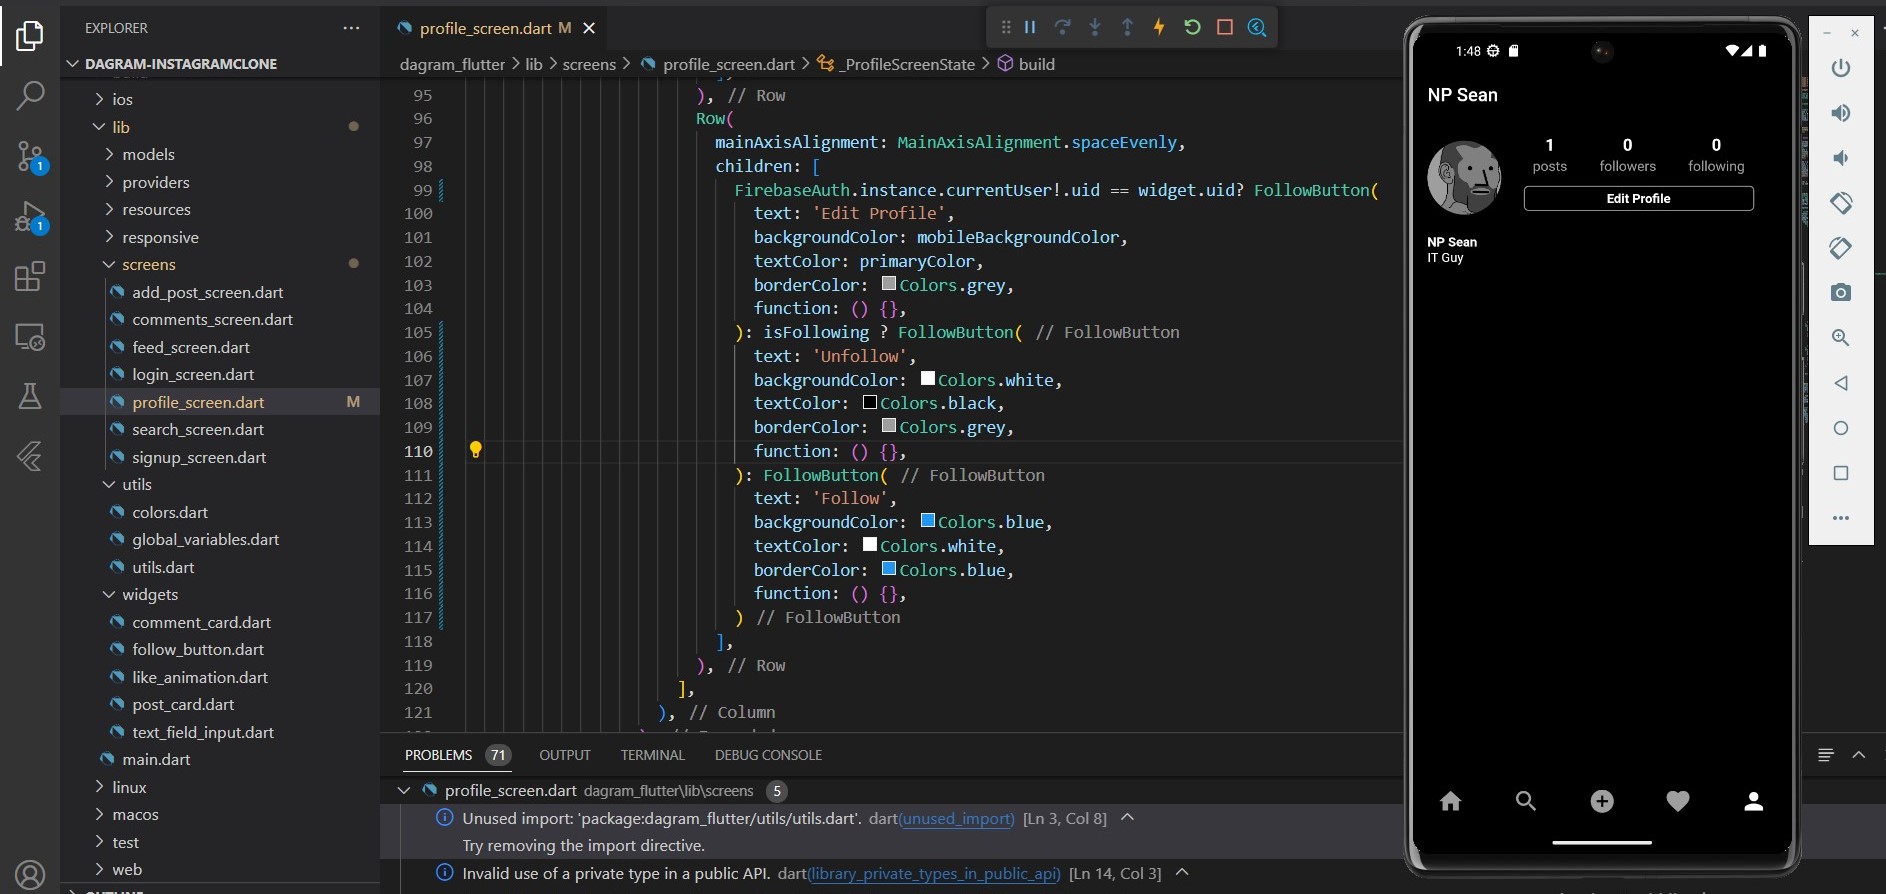 EXPLORER
DAGRAM-INSTAGRAMCLONE
ios
lib
models
providers
resources
responsive
screens
add_post_screen.dart
comments_screen.dart
feed_screen.dart
login_screen.dart
profile_screen.dart M
search_screen.dart
signup_screen.dart
utils
colors.dart
global_variables.dart
utils.dart
widgets
comment_card.dart
follow_button.dart
like_animation.dart
post_card.dart
text_field_input.dart
main.dart
linux
macos
test
web
1
1
profile_screen.dart M
dagram_flutter > lib > screens > profile_screen.dart > _ProfileScreenState > build
95 ), // Row
96 Row(
97 mainAxisAlignment: MainAxisAlignment.spaceEvenly,
98 children: [
99 FirebaseAuth.instance.currentUser!.uid == widget.uid? FollowButton(
100 text: 'Edit Profile',
101 backgroundColor: mobileBackgroundColor,
102 textColor: primaryColor,
103 borderColor: Colors.grey,
104 function: () {},
105 ): isFollowing ? FollowButton( // FollowButton
106 text: 'Unfollow',
107 backgroundColor: Colors.white,
108 textColor: Colors.black,
109 borderColor: Colors.grey,
110 function: () {},
111 ): FollowButton( // FollowButton
112 text: 'Follow',
113 backgroundColor: Colors.blue,
114 textColor: Colors.white,
115 borderColor: Colors.blue,
116 function: () {},
117 ) // FollowButton
118 ],
119 ), // Row
120 ],
121 ), // Column
PROBLEMS 71 OUTPUT TERMINAL DEBUG CONSOLE
profile_screen.dart dagram_flutter\lib\screens 5
Unused import: 'package:dagram_flutter/utils/utils.dart'. dart(unused_import) [Ln 3, Col 8]
Try removing the import directive.
Invalid use of a private type in a public API. dart(library_private_types_in_public_api) [Ln 14, Col 3]
1:48
NP Sean
1 0 0
posts followers following
Edit Profile
NP Sean
IT Guy